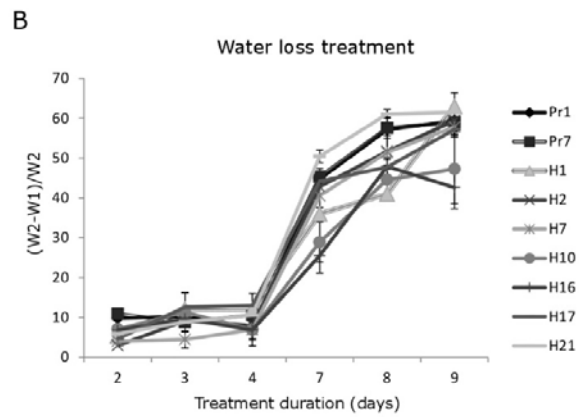 B
Water loss treatment
(W2-W1)/W2
70
60
50
40
30
20
10
0
2 3 4 7 8 9
Treatment duration (days)
Pr1
Pr7
H1
H2
H7
H10
H16
H17
H21